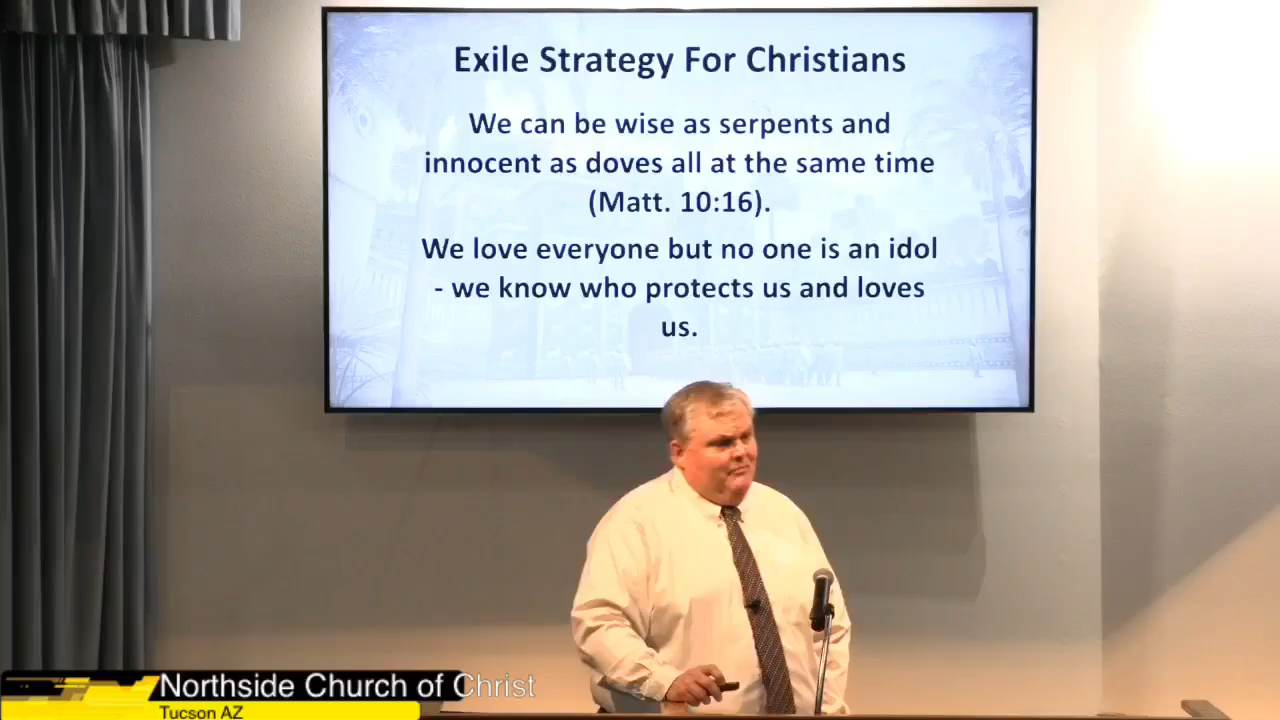 Exile Strategy For Christians
We can be wise as serpents and
innocent as doves all at the same time
(Matt. 10:16).
We love everyone but no one is an idol
- we know who protects us and loves
us.
Northside Church of Christ
Tucson AZ